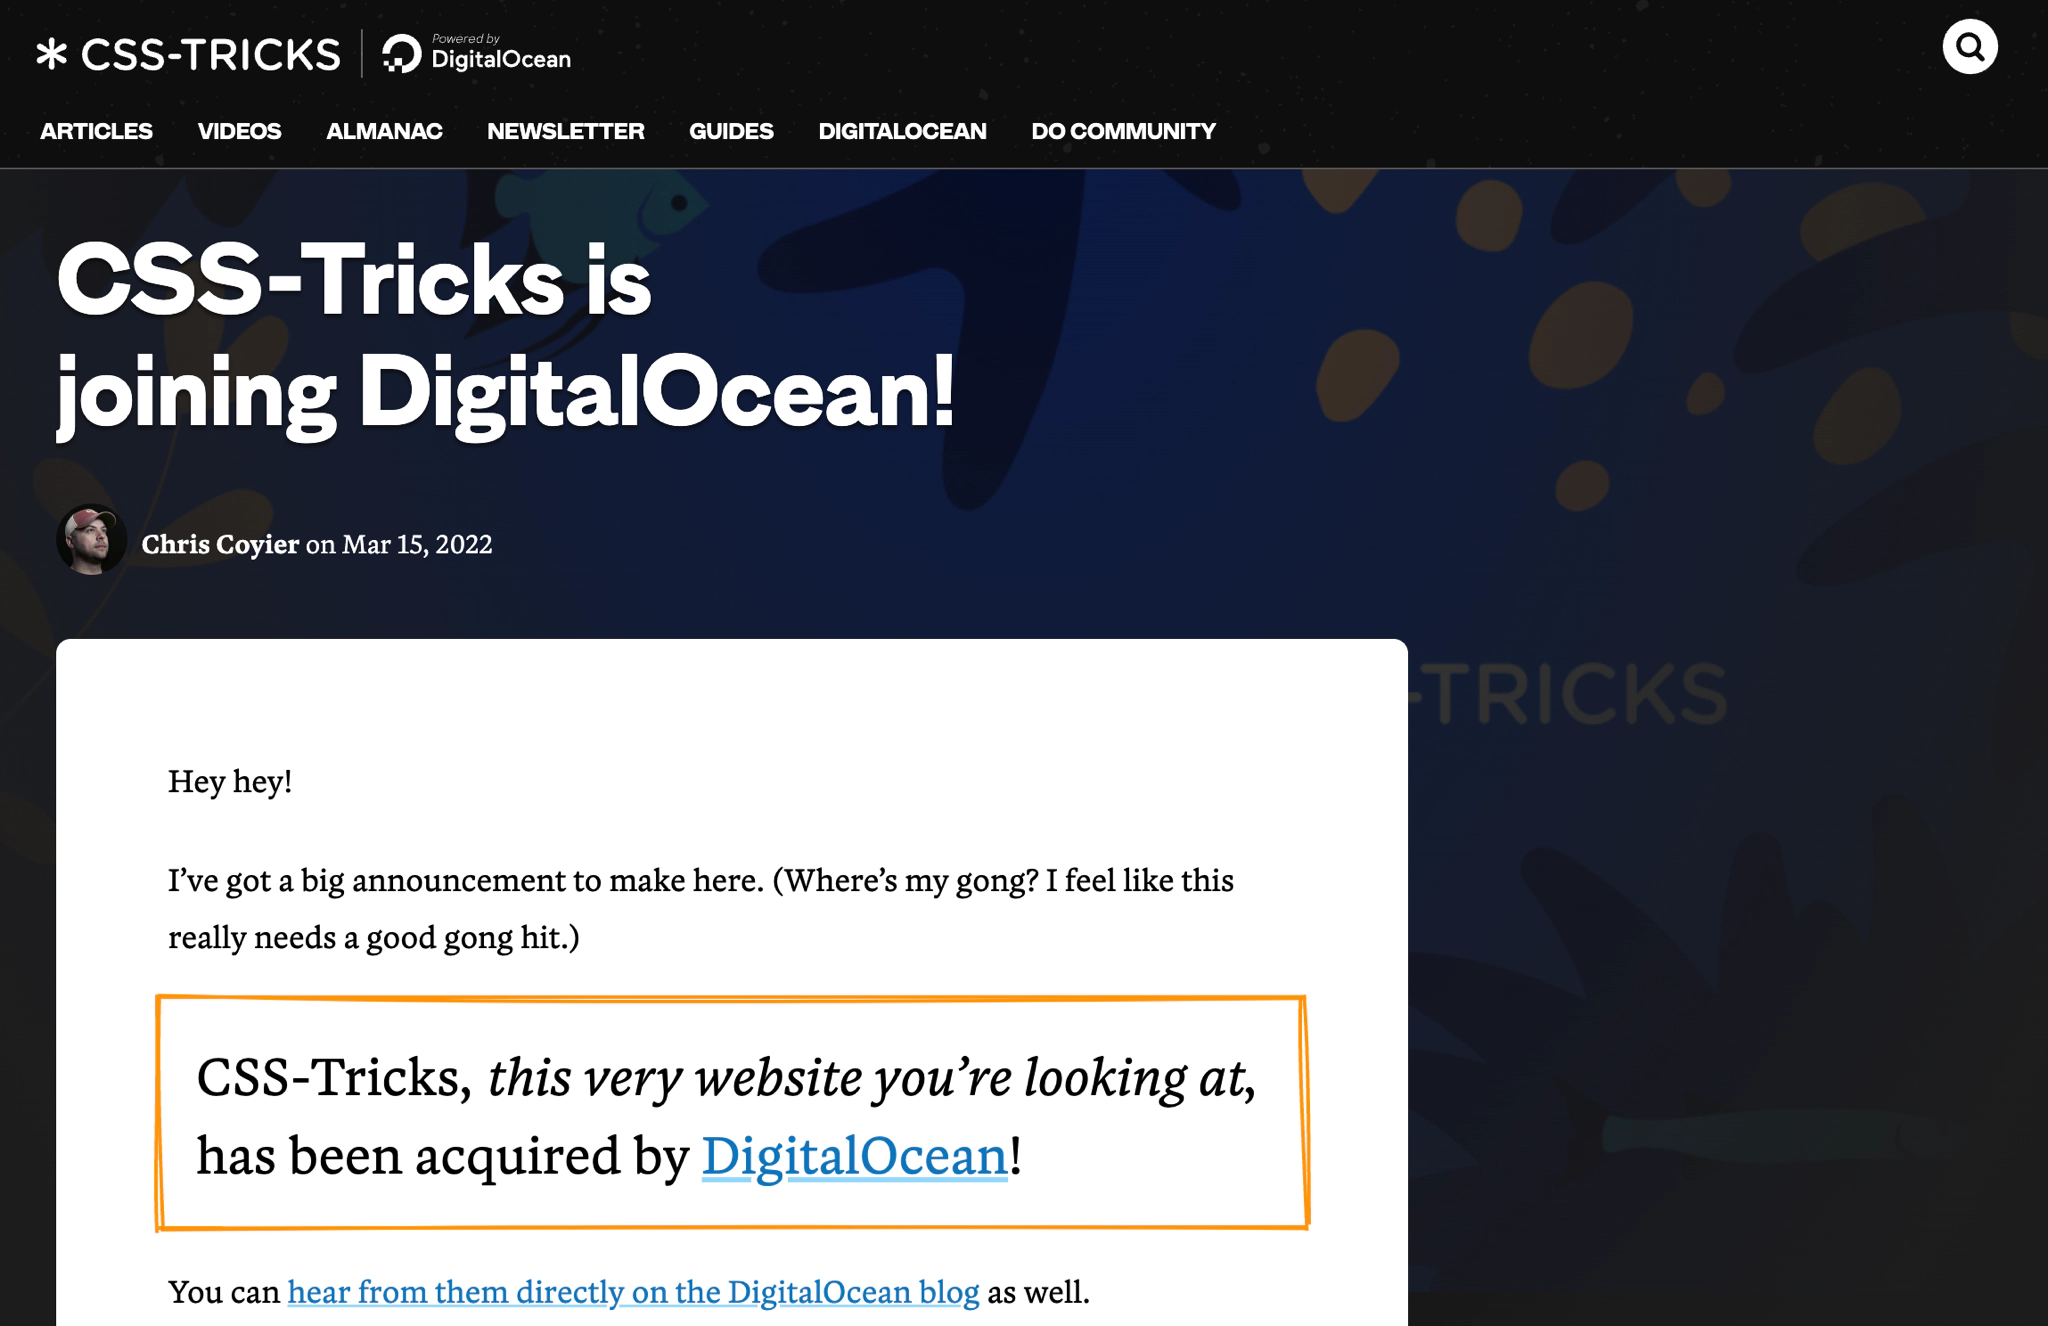 CSS-TRICKS
Powered by
DigitalOcean
ARTICLES VIDEOS ALMANAC NEWSLETTER GUIDES DIGITALOCEAN DO COMMUNITY
CSS-Tricks is
joining DigitalOcean!
Chris Coyier on Mar 15, 2022
-TRICKS
Hey hey!
I’ve got a big announcement to make here. (Where’s my gong? I feel like this
really needs a good gong hit.)
CSS-Tricks, this very website you’re looking at,
has been acquired by DigitalOcean!
You can hear from them directly on the DigitalOcean blog as well.